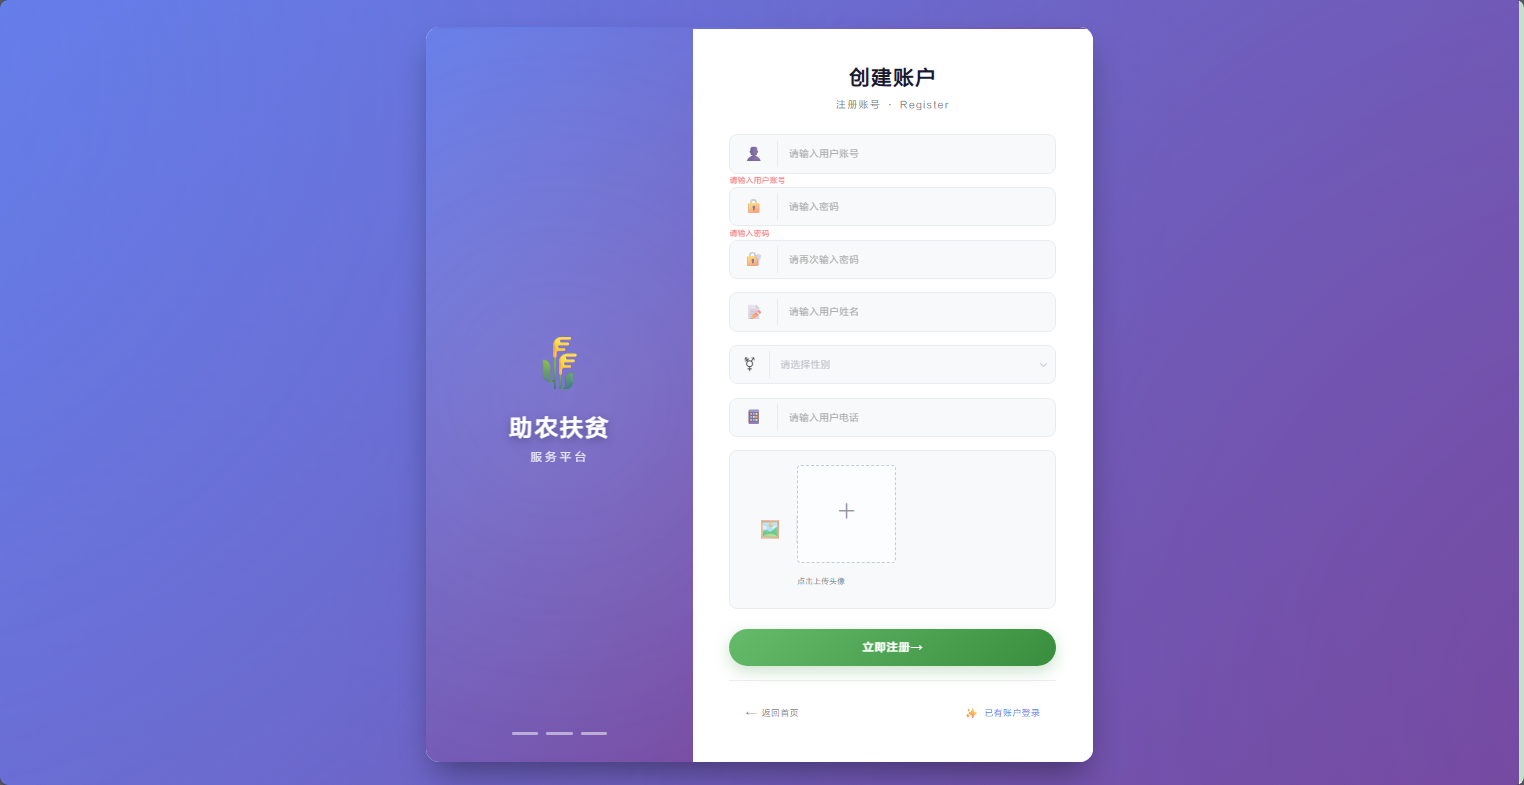 助农扶贫
服务平台
创建账户
注册账号 · Register
请输入用户账号
请输入用户账号
请输入密码
请输入密码
请再次输入密码
请输入用户姓名
请选择性别
请输入用户电话
点击上传头像
立即注册→
← 返回首页
已有账户登录